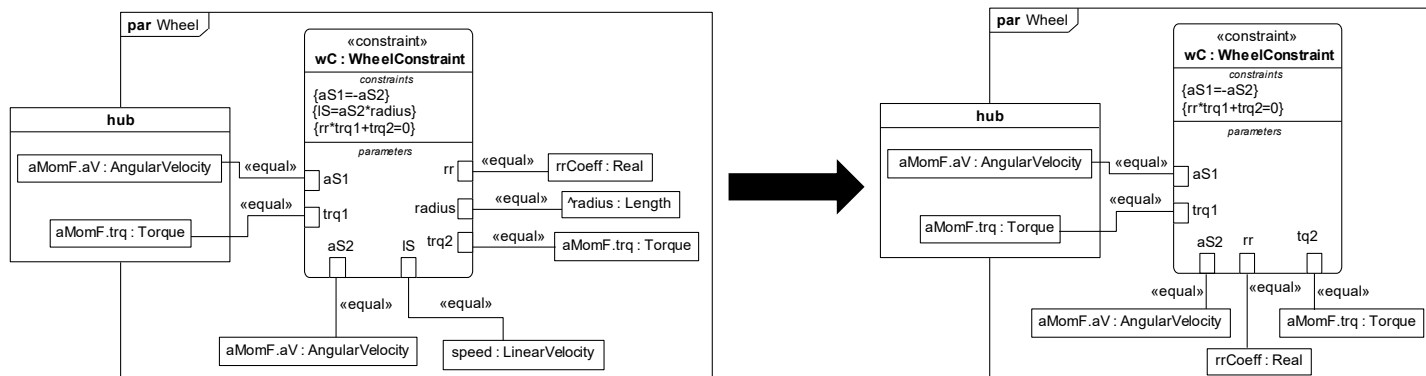 par Wheel
«constraint»
wC : WheelConstraint
constraints
{aS1=-aS2}
{lS=aS2*radius}
{rr*trq1+trq2=0}
parameters
hub
aMomF.aV : AngularVelocity
«equal»
aS1
aMomF.trq : Torque
«equal»
trq1
rr
«equal»
rrCoeff : Real
radius
«equal»
^radius : Length
trq2
«equal»
aMomF.trq : Torque
aS2
lS
«equal»
«equal»
aMomF.aV : AngularVelocity
speed : LinearVelocity
par Wheel
«constraint»
wC : WheelConstraint
constraints
{aS1=-aS2}
{rr*trq1+trq2=0}
parameters
hub
aMomF.aV : AngularVelocity
«equal»
aS1
aMomF.trq : Torque
«equal»
trq1
aS2
rr
tq2
«equal»
«equal»
«equal»
aMomF.aV : AngularVelocity
aMomF.trq : Torque
rrCoeff : Real